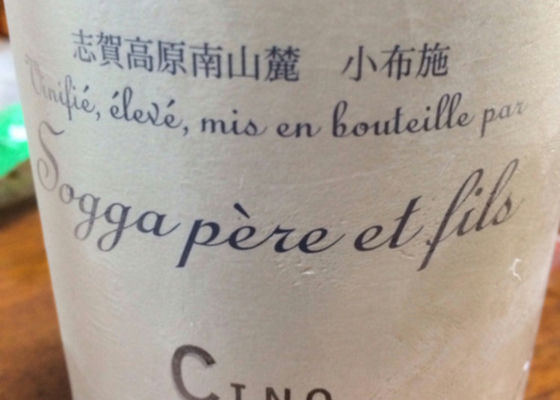 志賀高原南山麓　小布施
Vinifié, élevé, mis en bouteille par
Sogga père et fils
CINQ